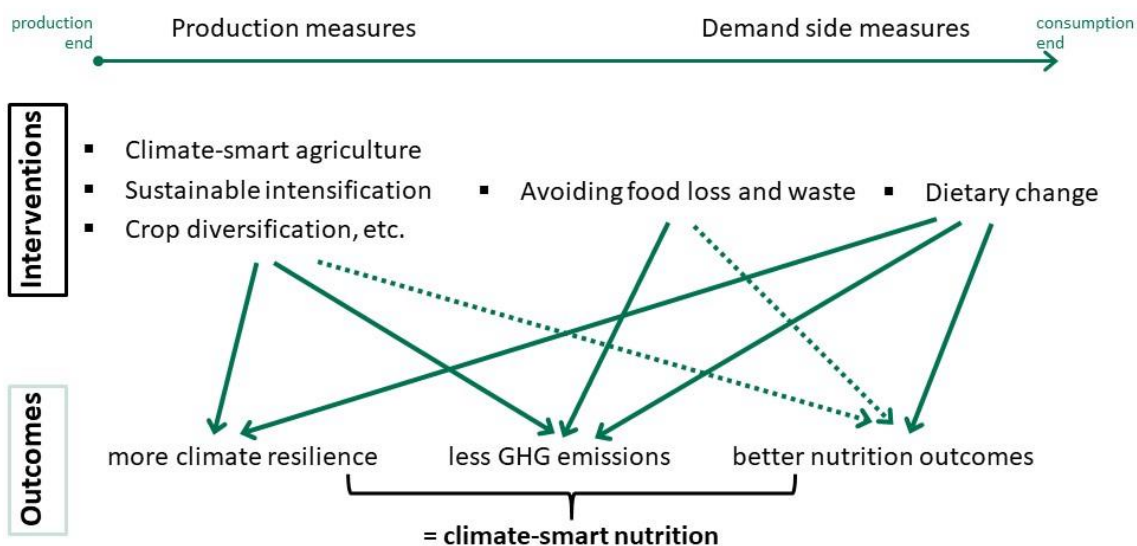 production end
Production measures
Demand side measures
consumption end
Interventions
▪ Climate-smart agriculture
▪ Sustainable intensification
▪ Crop diversification, etc.
▪ Avoiding food loss and waste
▪ Dietary change
Outcomes
more climate resilience
less GHG emissions
better nutrition outcomes
= climate-smart nutrition